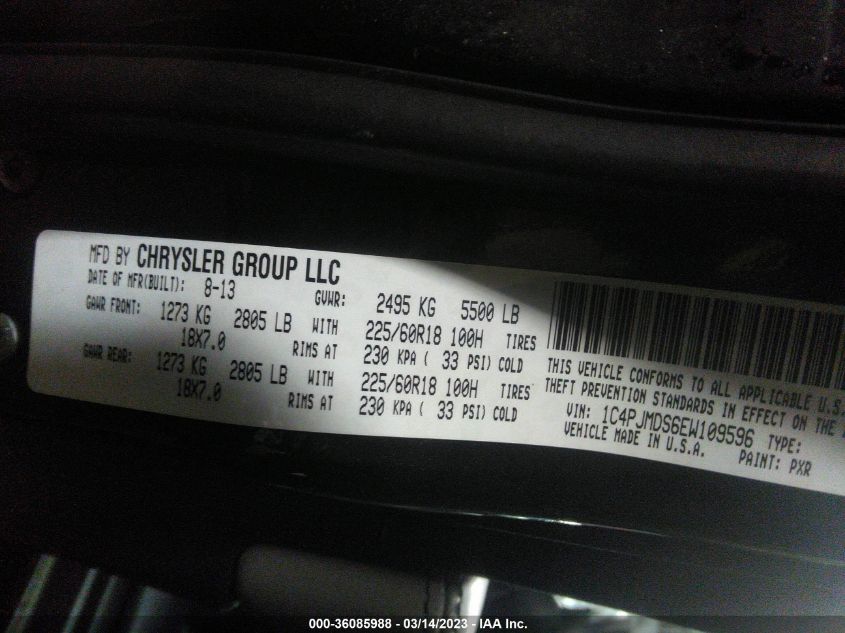 MFD BY CHRYSLER GROUP LLC
DATE OF MFR(BUILT): 8-13 GVWR: 2495 KG 5500 LB
GAWR FRONT: 1273 KG 2805 LB WITH 225/60R18 100H TIRES
18X7.0 RIMS AT 230 KPA ( 33 PSI) COLD
GAWR REAR: 1273 KG 2805 LB WITH 225/60R18 100H TIRES
18X7.0 RIMS AT 230 KPA ( 33 PSI) COLD
THIS VEHICLE CONFORMS TO ALL APPLICABLE U.S.
THEFT PREVENTION STANDARDS IN EFFECT ON THE
VIN: 1C4PJMDS6EW109596 TYPE:
VEHICLE MADE IN U.S.A. PAINT: PXR
000-36085988 - 03/14/2023 - IAA Inc.